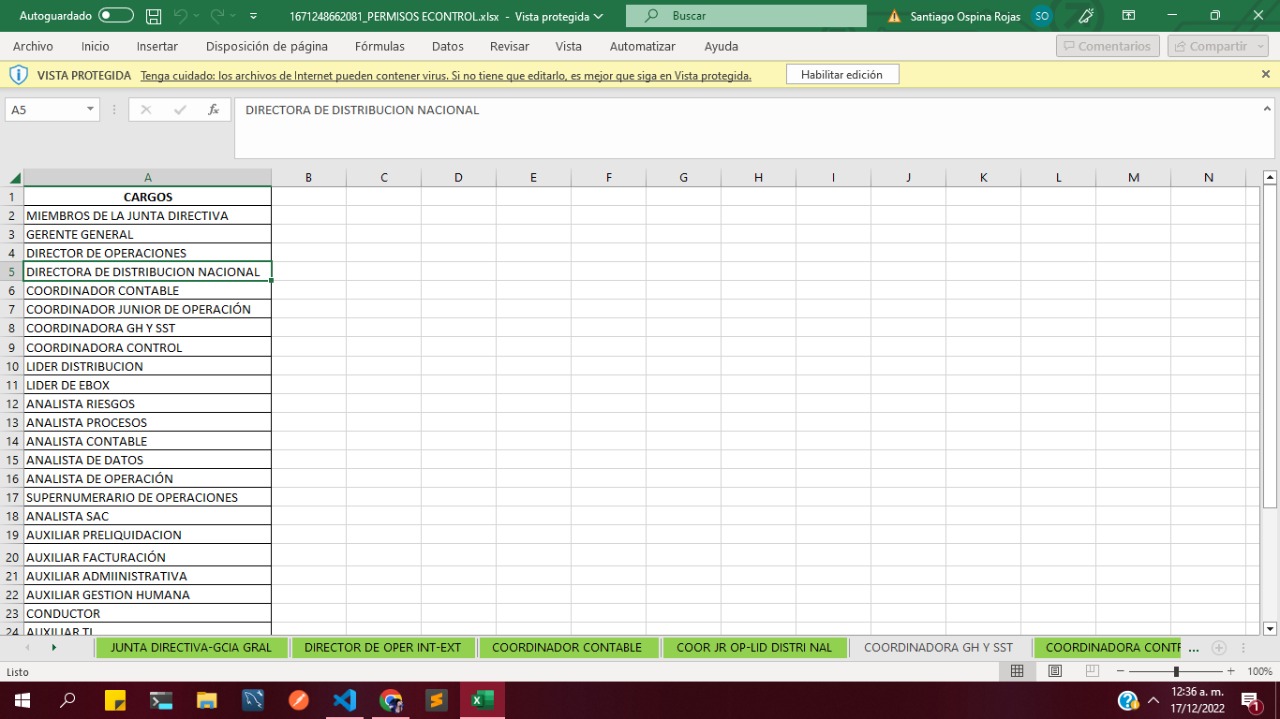 Autoguardado
1671248662081_PERMISOS ECONTROL.xlsx - Vista protegida
Buscar
Santiago Ospina Rojas
SO
Archivo Inicio Insertar Disposición de página Fórmulas Datos Revisar Vista Automatizar Ayuda
Comentarios
Compartir
VISTA PROTEGIDA Tenga cuidado: los archivos de Internet pueden contener virus. Si no tiene que editarlo, es mejor que siga en Vista protegida.
Habilitar edición
A5
fx
DIRECTORA DE DISTRIBUCION NACIONAL
A B C D E F G H I J K L M N
1 CARGOS
2 MIEMBROS DE LA JUNTA DIRECTIVA
3 GERENTE GENERAL
4 DIRECTOR DE OPERACIONES
5 DIRECTORA DE DISTRIBUCION NACIONAL
6 COORDINADOR CONTABLE
7 COORDINADOR JUNIOR DE OPERACIÓN
8 COORDINADORA GH Y SST
9 COORDINADORA CONTROL
10 LIDER DISTRIBUCION
11 LIDER DE EBOX
12 ANALISTA RIESGOS
13 ANALISTA PROCESOS
14 ANALISTA CONTABLE
15 ANALISTA DE DATOS
16 ANALISTA DE OPERACIÓN
17 SUPERNUMERARIO DE OPERACIONES
18 ANALISTA SAC
19 AUXILIAR PRELIQUIDACION
20 AUXILIAR FACTURACIÓN
21 AUXILIAR ADMIINISTRATIVA
22 AUXILIAR GESTION HUMANA
23 CONDUCTOR
24 AUXILIAR TI
JUNTA DIRECTIVA-GCIA GRAL
DIRECTOR DE OPER INT-EXT
COORDINADOR CONTABLE
COOR JR OP-LID DISTRI NAL
COORDINADORA GH Y SST
COORDINADORA CONTR ...
Listo
100%
12:36 a. m.
17/12/2022
1